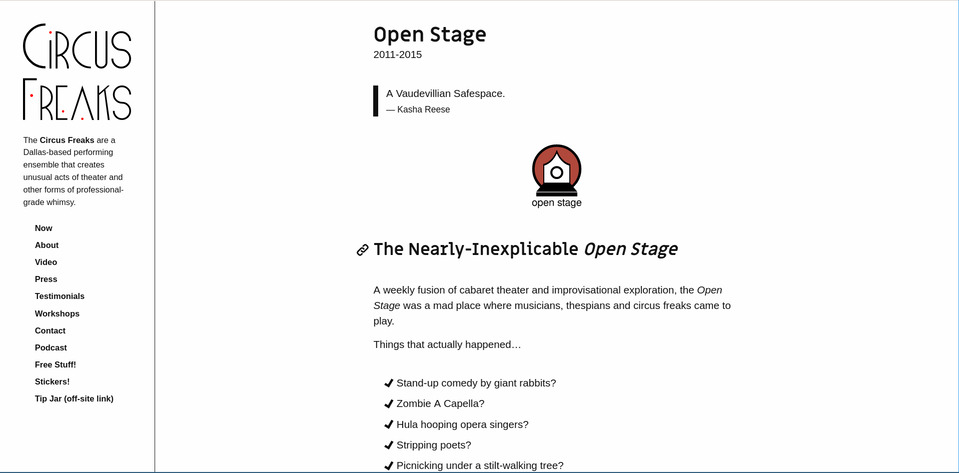 CIRCUS
FREAKS
The Circus Freaks are a
Dallas-based performing
ensemble that creates
unusual acts of theater and
other forms of professional-
grade whimsy.
Now
About
Video
Press
Testimonials
Workshops
Contact
Podcast
Free Stuff!
Stickers!
Tip Jar (off-site link)
Open Stage
2011-2015
A Vaudevillian Safespace.
— Kasha Reese
open stage
The Nearly-Inexplicable Open Stage
A weekly fusion of cabaret theater and improvisational exploration, the Open
Stage was a mad place where musicians, thespians and circus freaks came to
play.
Things that actually happened…
Stand-up comedy by giant rabbits?
Zombie A Capella?
Hula hooping opera singers?
Stripping poets?
Picnicking under a stilt-walking tree?